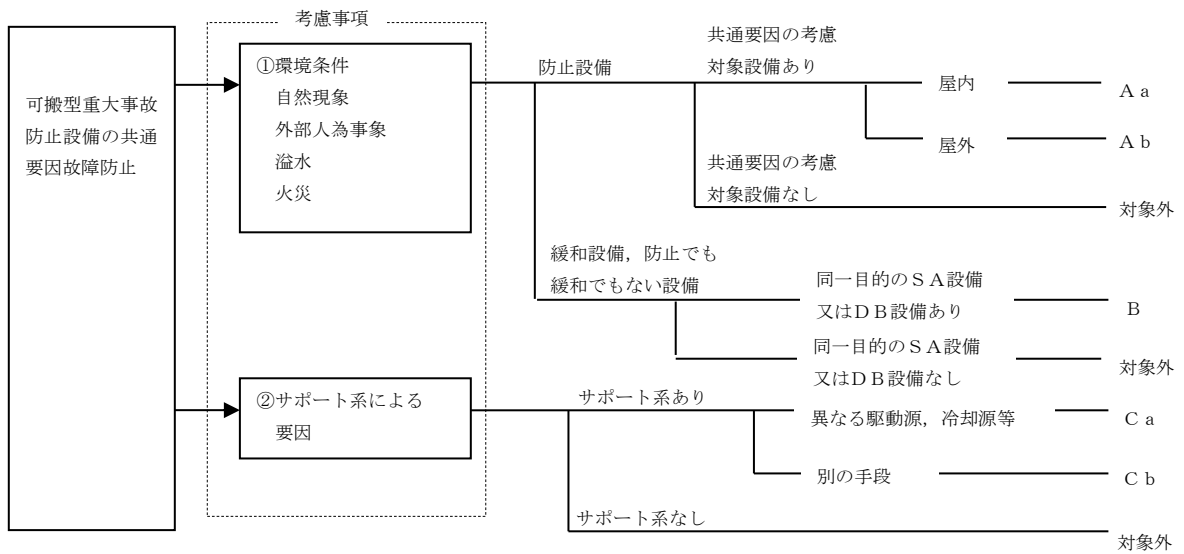 考慮事項
可搬型重大事故
防止設備の共通
要因故障防止
①環境条件
自然現象
外部人為事象
溢水
火災
防止設備
共通要因の考慮
対象設備あり
屋内
Ａａ
屋外
Ａｂ
共通要因の考慮
対象設備なし
対象外
緩和設備，防止でも
緩和でもない設備
同一目的のＳＡ設備
又はＤＢ設備あり
Ｂ
同一目的のＳＡ設備
又はＤＢ設備なし
対象外
②サポート系による
要因
サポート系あり
異なる駆動源，冷却源等
Ｃａ
別の手段
Ｃｂ
サポート系なし
対象外